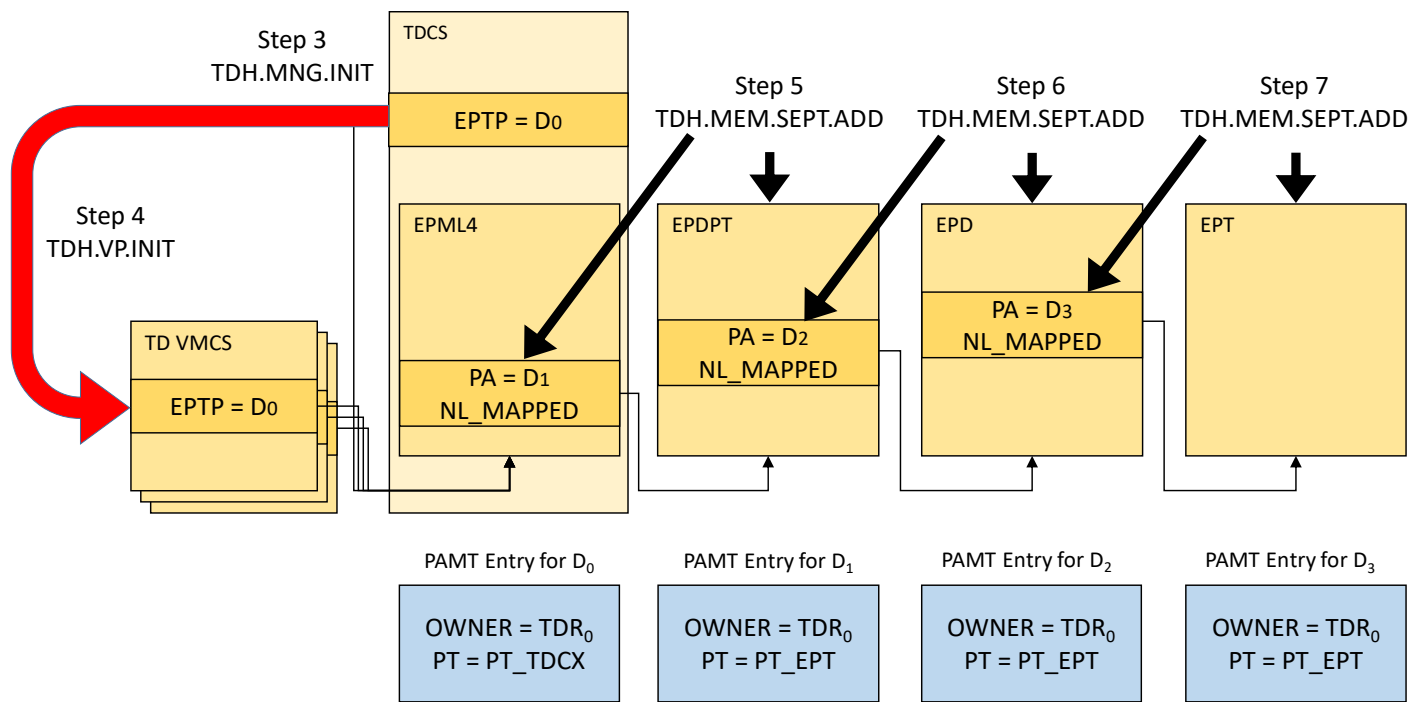 Step 3
TDH.MNG.INIT
TDCS
EPTP = D0
Step 5
TDH.MEM.SEPT.ADD
Step 6
TDH.MEM.SEPT.ADD
Step 7
TDH.MEM.SEPT.ADD
Step 4
TDH.VP.INIT
EPML4
PA = D1
NL_MAPPED
EPDPT
PA = D2
NL_MAPPED
EPD
PA = D3
NL_MAPPED
EPT
TD VMCS
EPTP = D0
PAMT Entry for D₀
OWNER = TDR₀
PT = PT_TDCX
PAMT Entry for D₁
OWNER = TDR₀
PT = PT_EPT
PAMT Entry for D₂
OWNER = TDR₀
PT = PT_EPT
PAMT Entry for D₃
OWNER = TDR₀
PT = PT_EPT